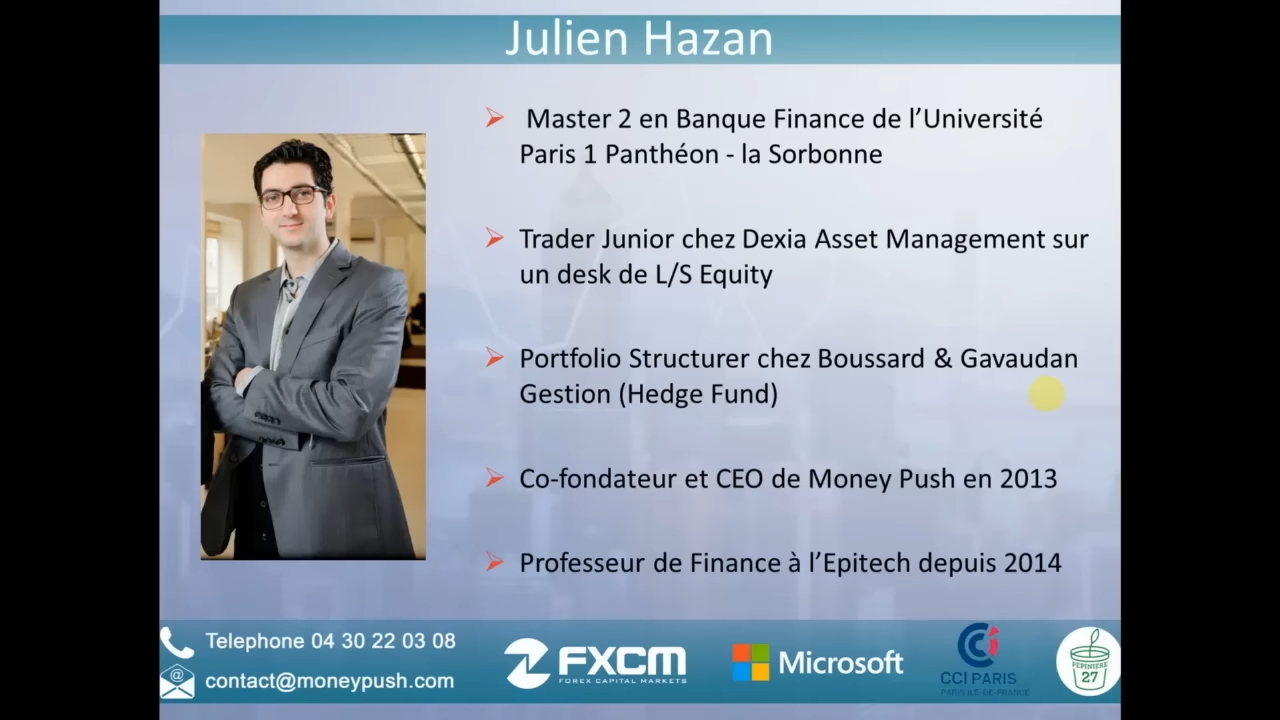 Julien Hazan
Master 2 en Banque Finance de l’Université
Paris 1 Panthéon - la Sorbonne
Trader Junior chez Dexia Asset Management sur
un desk de L/S Equity
Portfolio Structurer chez Boussard & Gavaudan
Gestion (Hedge Fund)
Co-fondateur et CEO de Money Push en 2013
Professeur de Finance à l’Epitech depuis 2014
Telephone 04 30 22 03 08
@
contact@moneypush.com
FXCM
FOREX CAPITAL MARKETS
Microsoft
CCI PARIS
PARIS ILE-DE-FRANCE
PEPINIERE
27